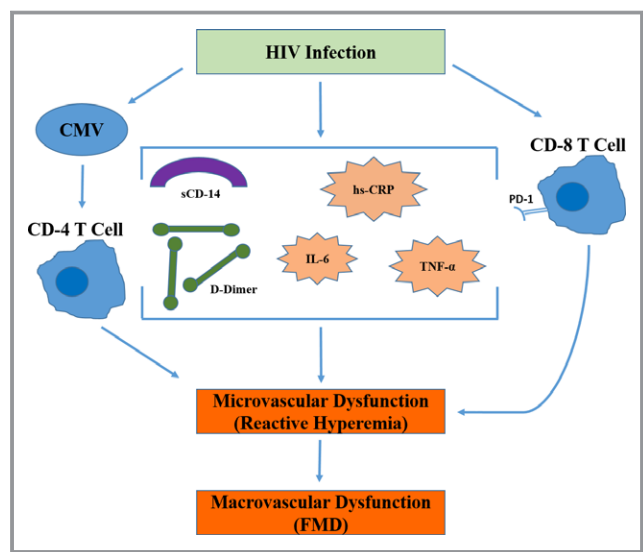 HIV Infection
CMV
CD-8 T Cell
sCD-14
hs-CRP
PD-1
CD-4 T Cell
IL-6
TNF-α
D-Dimer
Microvascular Dysfunction
(Reactive Hyperemia)
Macrovascular Dysfunction
(FMD)